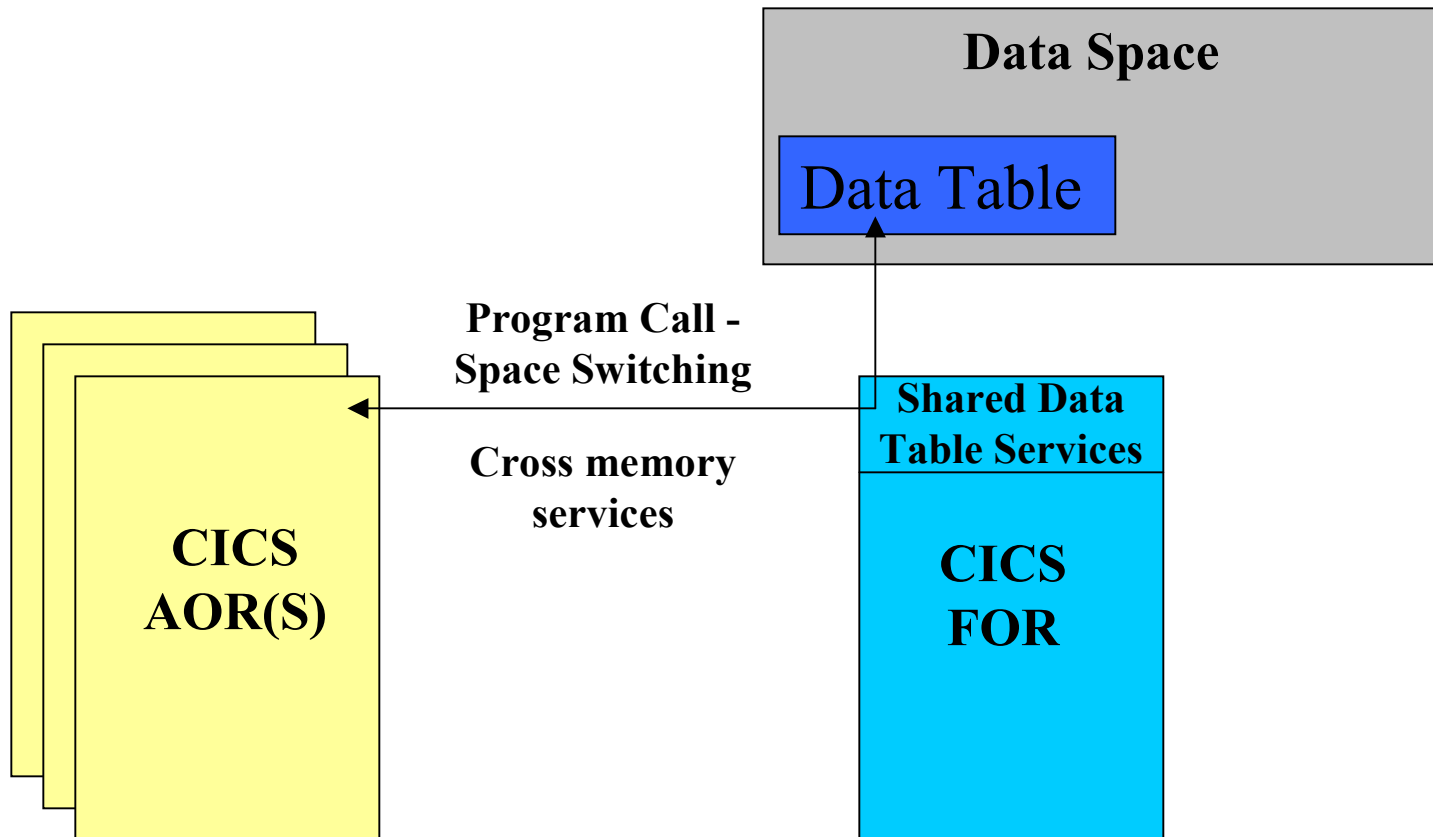 Data Space
Data Table
Program Call -
Space Switching
Cross memory
services
Shared Data
Table Services
CICS
AOR(S)
CICS
FOR